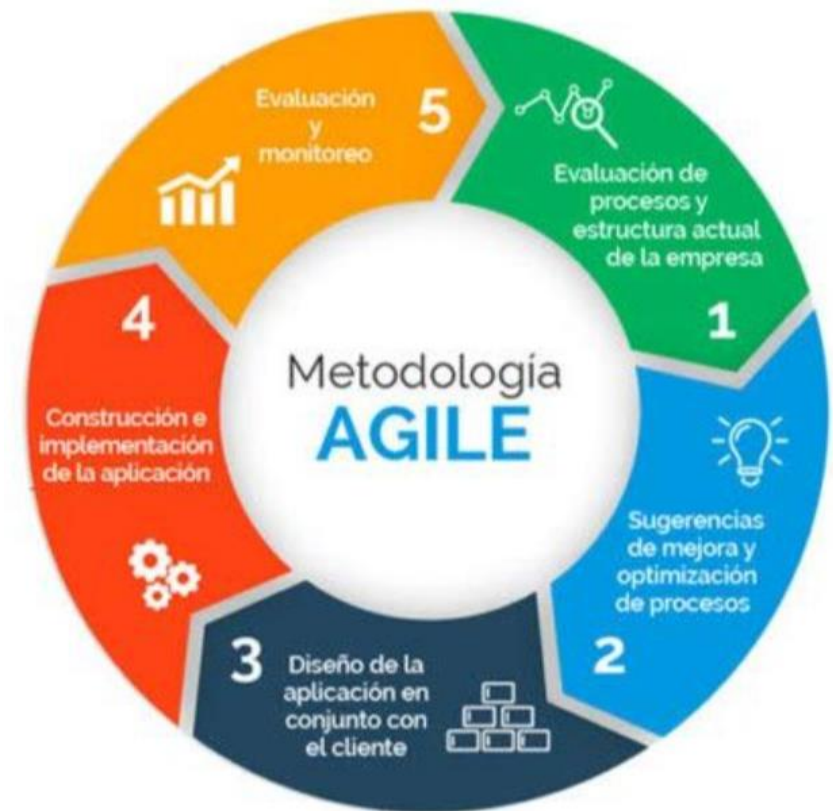 Metodología
AGILE
Evaluación de
procesos y
estructura actual
de la empresa
1
Sugerencias
de mejora y
optimización
de procesos
2
3
Diseño de la
aplicación en
conjunto con
el cliente
4
Construcción e
implementación
de la aplicación
Evaluación
y
monitoreo
5